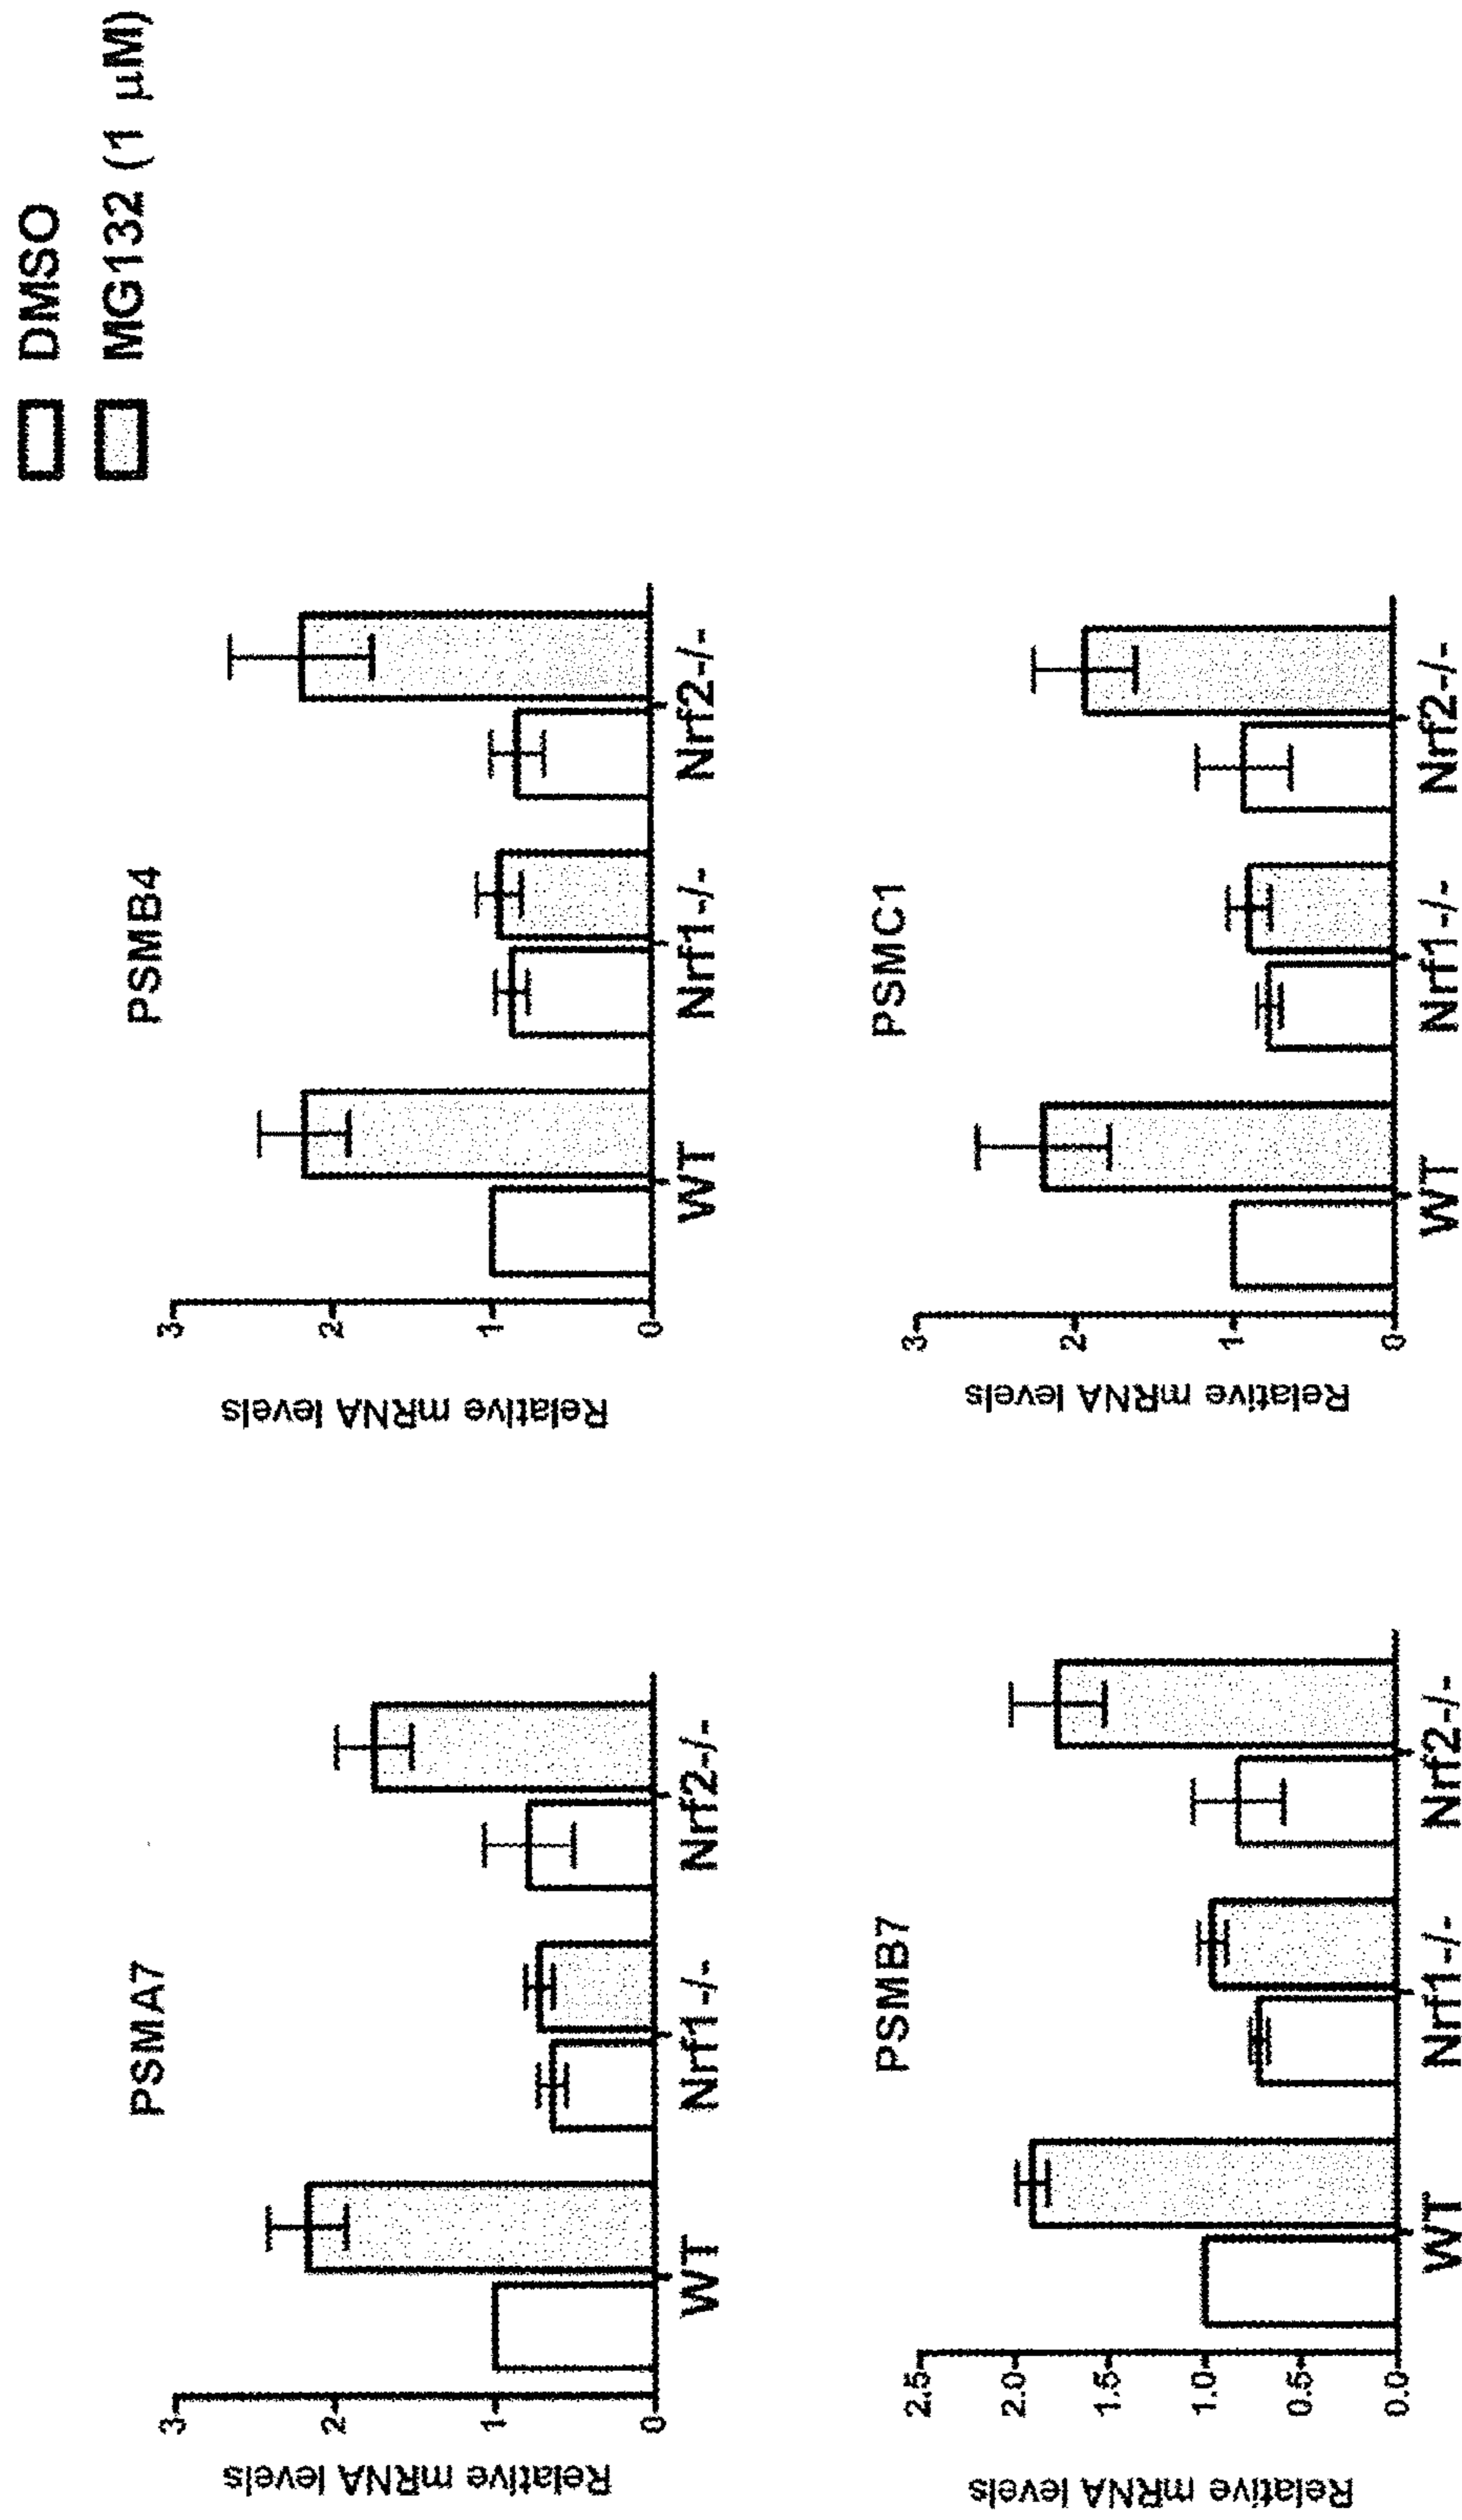 DMSO
MG132 (1 µM)
PSMA7
Relative mRNA levels
3
2
1
0
WT
Nrf1-/-
Nrf2-/-
PSMB4
Relative mRNA levels
3
2
1
0
WT
Nrf1-/-
Nrf2-/-
PSMB7
Relative mRNA levels
2.5
2.0
1.5
1.0
0.5
0.0
WT
Nrf1-/-
Nrf2-/-
PSMC1
Relative mRNA levels
3
2
1
0
WT
Nrf1-/-
Nrf2-/-